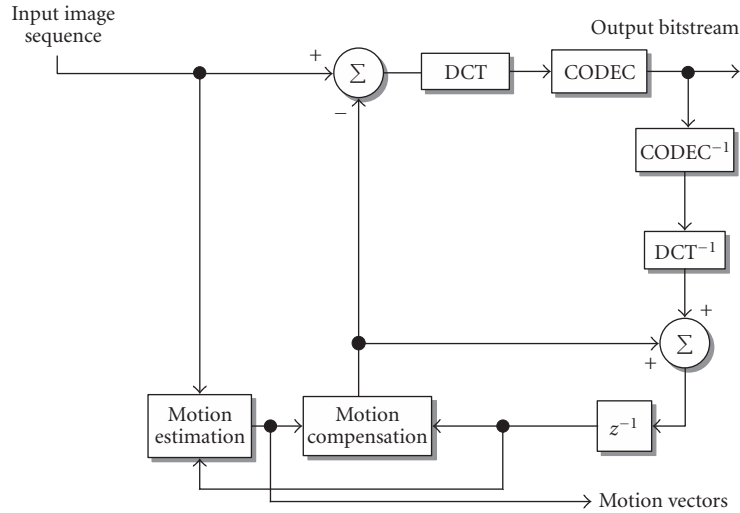 Input image
sequence
Output bitstream
+
Σ
−
DCT
CODEC
CODEC⁻¹
DCT⁻¹
+
+
Σ
Motion
estimation
Motion
compensation
z⁻¹
Motion vectors